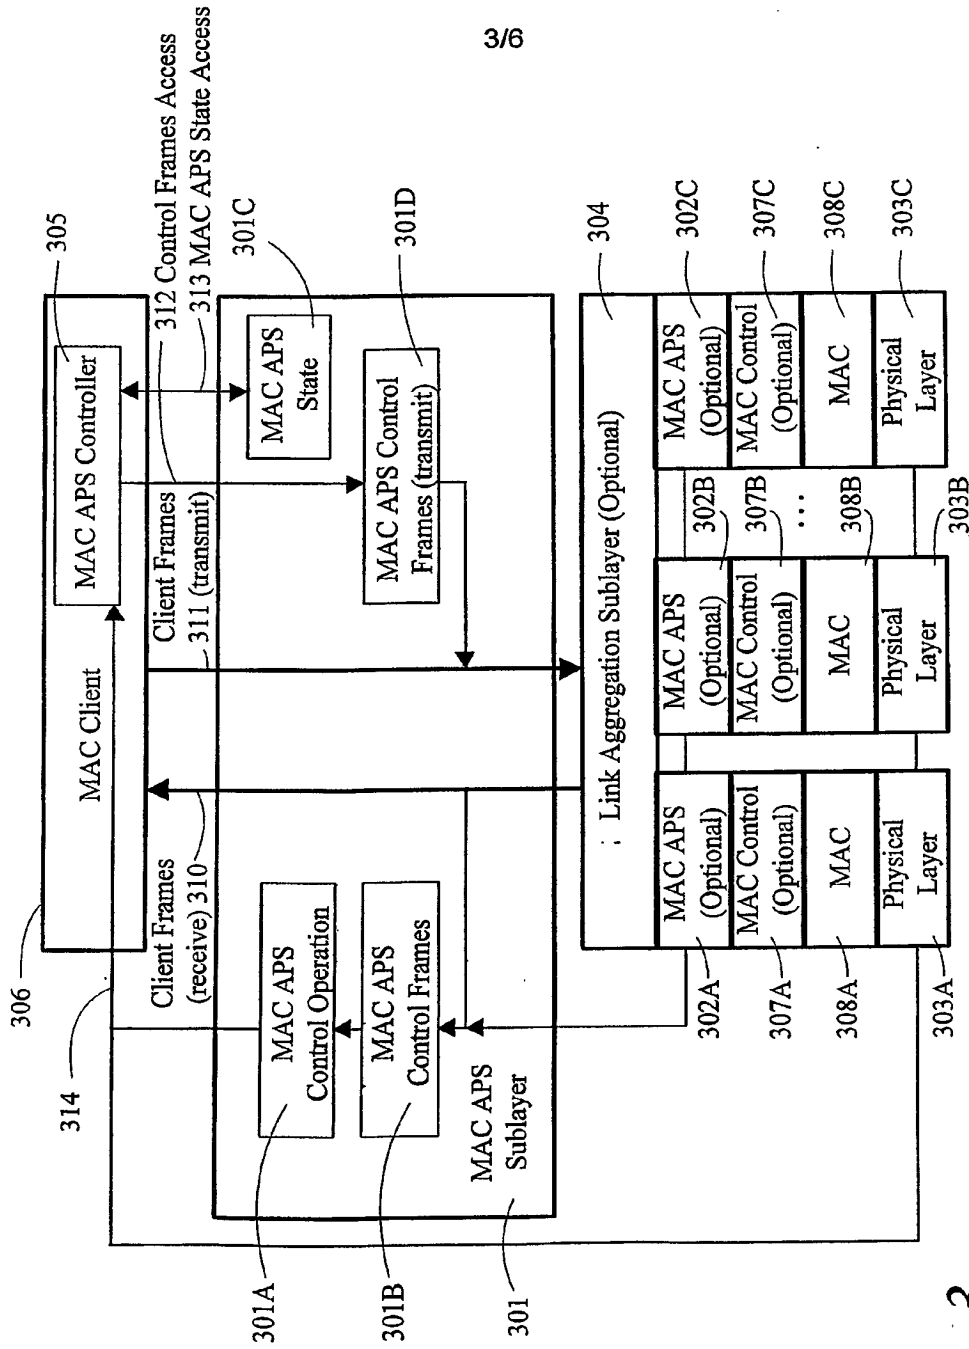 3/6
306
MAC Client
MAC APS Controller
305
314
Client Frames
(receive) 310
Client Frames
311 (transmit)
312 Control Frames Access
313 MAC APS State Access
301A
MAC APS
Control Operation
301B
MAC APS
Control Frames
MAC APS
State
301C
MAC APS Control
Frames (transmit)
301D
MAC APS
Sublayer
301
Link Aggregation Sublayer (Optional)
304
302A
MAC APS
(Optional)
MAC APS
(Optional)
302B
MAC APS
(Optional)
302C
307A
MAC Control
(Optional)
MAC Control
(Optional)
307B
...
MAC Control
(Optional)
307C
308A
MAC
MAC
308B
MAC
308C
303A
Physical
Layer
Physical
Layer
303B
Physical
Layer
303C